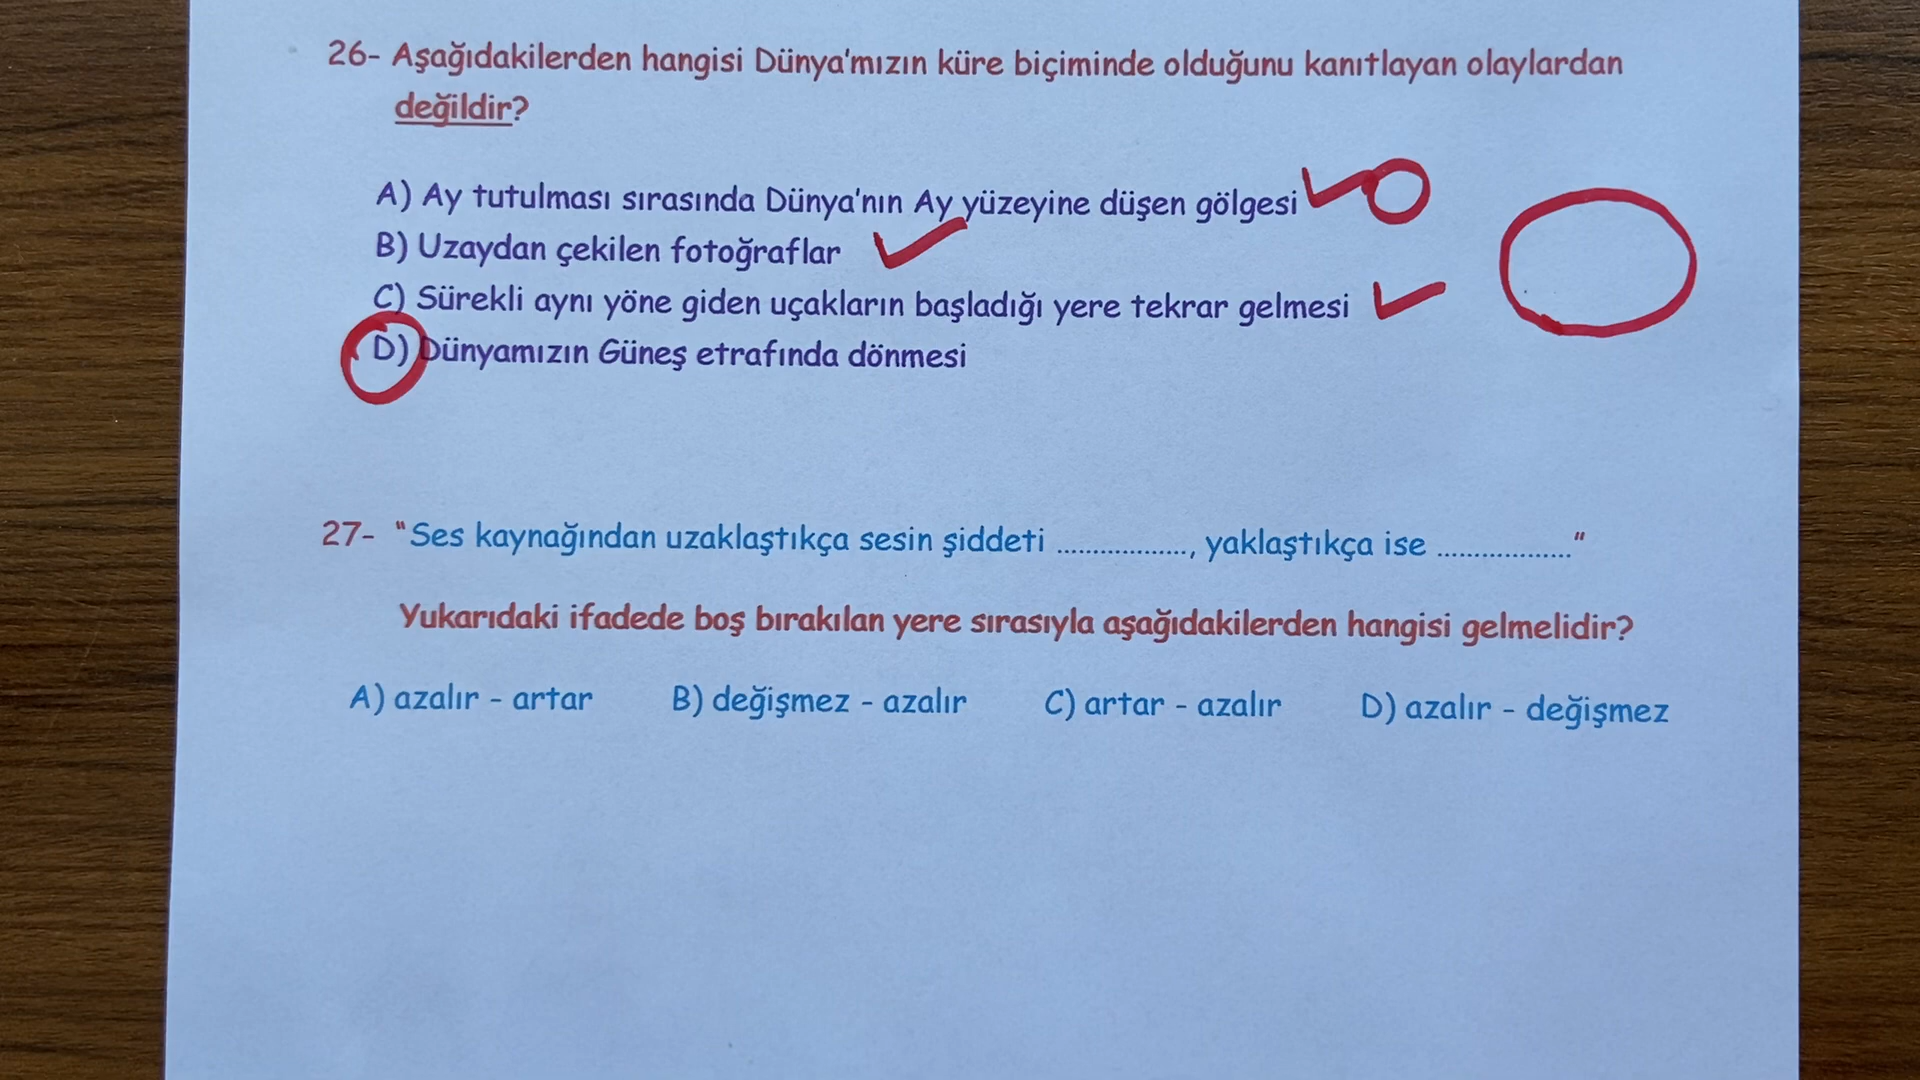 26- Aşağıdakilerden hangisi Dünya'mızın küre biçiminde olduğunu kanıtlayan olaylardan
değildir?
A) Ay tutulması sırasında Dünya'nın Ay yüzeyine düşen gölgesi
B) Uzaydan çekilen fotoğraflar
C) Sürekli aynı yöne giden uçakların başladığı yere tekrar gelmesi
D) Dünyamızın Güneş etrafında dönmesi
27- "Ses kaynağından uzaklaştıkça sesin şiddeti .................., yaklaştıkça ise ..................."
Yukarıdaki ifadede boş bırakılan yere sırasıyla aşağıdakilerden hangisi gelmelidir?
A) azalır - artar B) değişmez - azalır C) artar - azalır D) azalır - değişmez